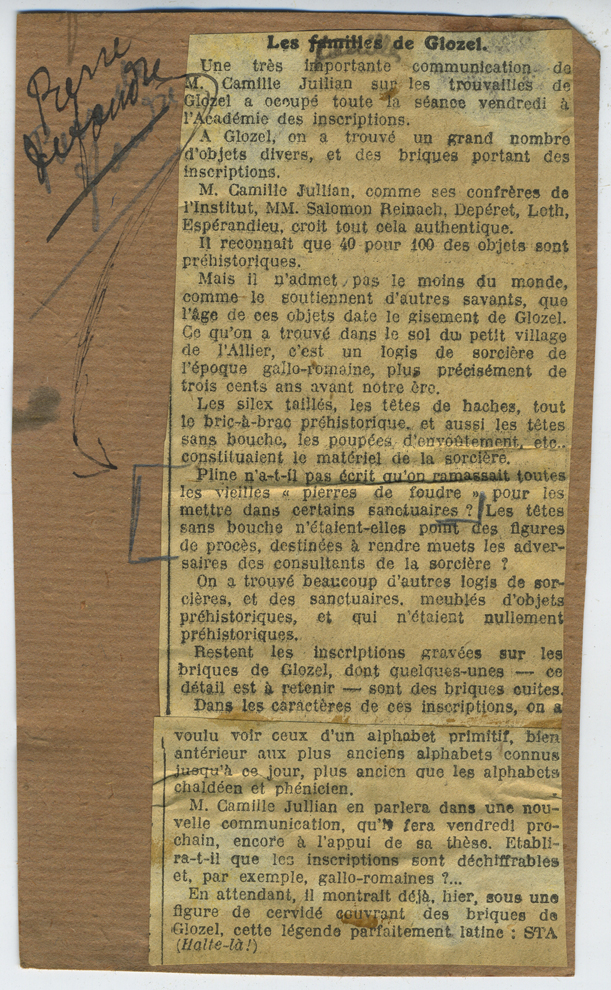 Pierre
de foudre
Les familles de Glozel.
Une très importante communication de
M. Camille Jullian sur les trouvailles de
Glozel a occupé toute la séance vendredi à
l'Académie des inscriptions.
A Glozel, on a trouvé un grand nombre
d'objets divers, et des briques portant des
inscriptions.
M. Camille Jullian, comme ses confrères de
l'Institut, MM. Salomon Reinach, Depéret, Loth,
Espérandieu, croit tout cela authentique.
Il reconnaît que 40 pour 100 des objets sont
préhistoriques.
Mais il n'admet pas le moins du monde,
comme le soutiennent d'autres savants, que
l'âge de ces objets date le gisement de Glozel.
Ce qu'on a trouvé dans le sol du petit village
de l'Allier, c'est un logis de sorcière de
l'époque gallo-romaine, plus précisément de
trois cents ans avant notre ère.
Les silex taillés, les têtes de haches, tout
le bric-à-brac préhistorique, et aussi les têtes
sans bouche, les poupées d'envoûtement, etc..
constituaient le matériel de la sorcière.
Pline n'a-t-il pas écrit qu'on ramassait toutes
les vieilles « pierres de foudre » pour les
mettre dans certains sanctuaires ? Les têtes
sans bouche n'étaient-elles point des figures
de procès, destinées à rendre muets les adver-
saires des consultants de la sorcière ?
On a trouvé beaucoup d'autres logis de sor-
cières, et des sanctuaires, meublés d'objets
préhistoriques, et qui n'étaient nullement
préhistoriques.
Restent les inscriptions gravées sur les
briques de Glozel, dont quelques-unes — ce
détail est à retenir — sont des briques cuites.
Dans les caractères de ces inscriptions, on a
voulu voir ceux d'un alphabet primitif, bien
antérieur aux plus anciens alphabets connus
jusqu'à ce jour, plus ancien que les alphabets
chaldéen et phénicien.
M. Camille Jullian en parlera dans une nou-
velle communication, qu'il fera vendredi pro-
chain, encore à l'appui de sa thèse. Etabli-
ra-t-il que les inscriptions sont déchiffrables
et, par exemple, gallo-romaines ?...
En attendant, il montrait déjà, hier, sous une
figure de cervidé couvrant des briques de
Glozel, cette légende parfaitement latine : STA
(Halte-là!)